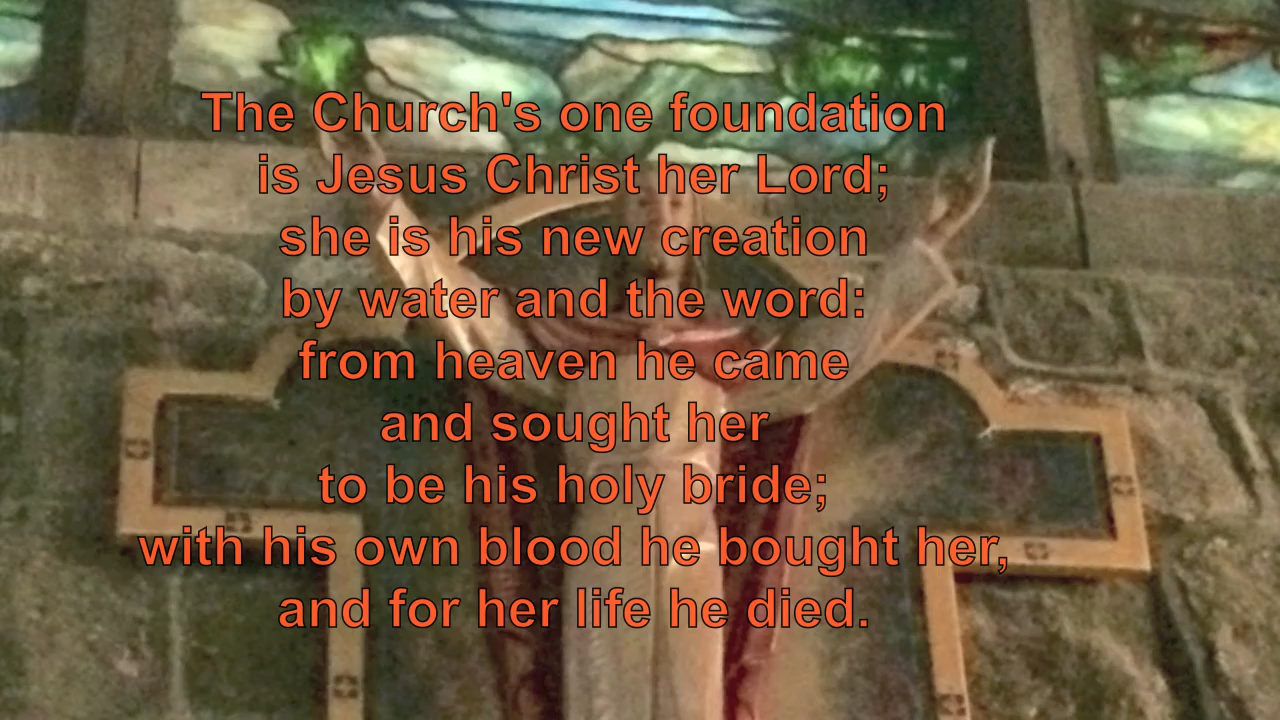 The Church's one foundation
is Jesus Christ her Lord;
she is his new creation
by water and the word:
from heaven he came
and sought her
to be his holy bride;
with his own blood he bought her,
and for her life he died.